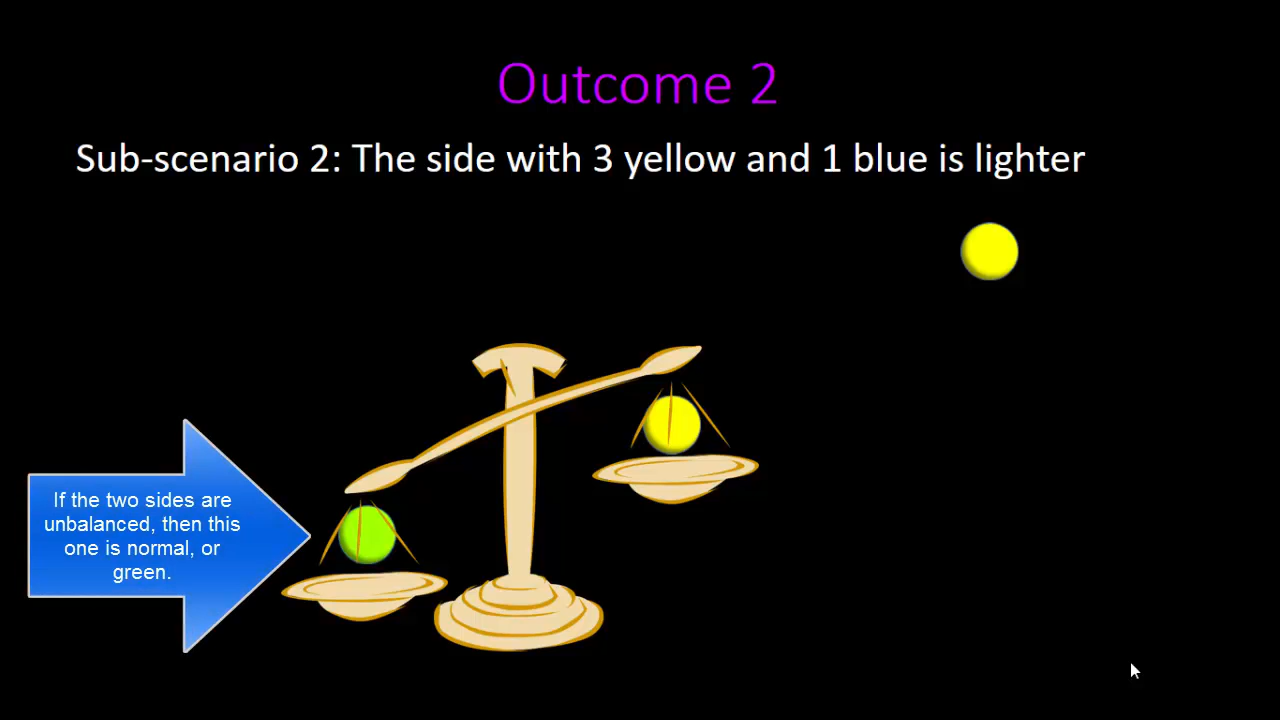 Outcome 2
Sub-scenario 2: The side with 3 yellow and 1 blue is lighter
If the two sides are
unbalanced, then this
one is normal, or
green.